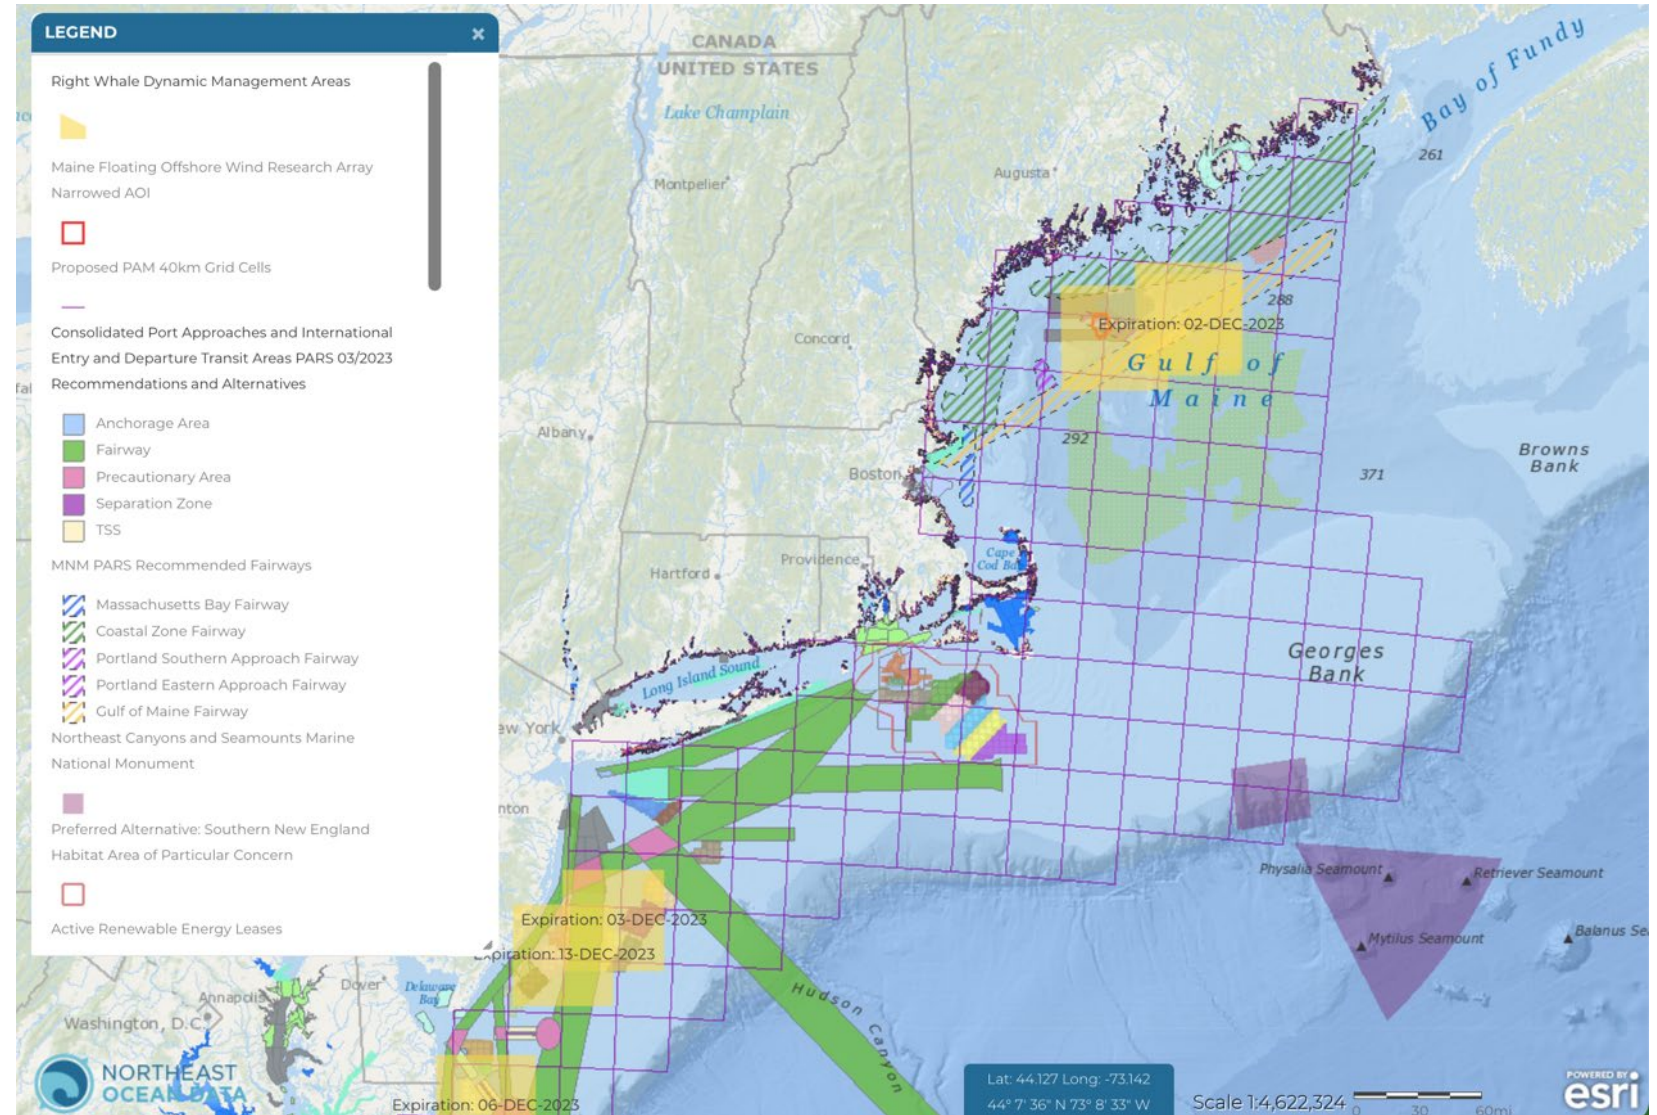 LEGEND
×
Right Whale Dynamic Management Areas
Maine Floating Offshore Wind Research Array
Narrowed AOI
Proposed PAM 40km Grid Cells
Consolidated Port Approaches and International
Entry and Departure Transit Areas PARS 03/2023
Recommendations and Alternatives
Anchorage Area
Fairway
Precautionary Area
Separation Zone
TSS
MNM PARS Recommended Fairways
Massachusetts Bay Fairway
Coastal Zone Fairway
Portland Southern Approach Fairway
Portland Eastern Approach Fairway
Gulf of Maine Fairway
Northeast Canyons and Seamounts Marine
National Monument
Preferred Alternative: Southern New England
Habitat Area of Particular Concern
Active Renewable Energy Leases
CANADA
UNITED STATES
Lake Champlain
Bay of Fundy
261
Augusta
Montpelier
288
Expiration: 02-DEC-2023
Concord
Gulf of
Maine
Albany
292
Browns
Bank
371
Boston
Cape
Cod Ba
Providence
Hartford
Georges
Bank
Long Island Sound
ew York
nton
Physalia Seamount
Retriever Seamount
Expiration: 03-DEC-2023
Mytilus Seamount
Balanus Se
xpiration: 13-DEC-2023
Dover
Delaware
Bay
Annapolis
Hudson Canyon
Washington, D.C.
NORTHEAST
OCEAN DATA
Expiration: 06-DEC-2023
Lat: 44.127 Long: -73.142
44° 7' 36" N 73° 8' 33" W
Scale 1:4,622,324
0 30 60mi
POWERED BY
esri